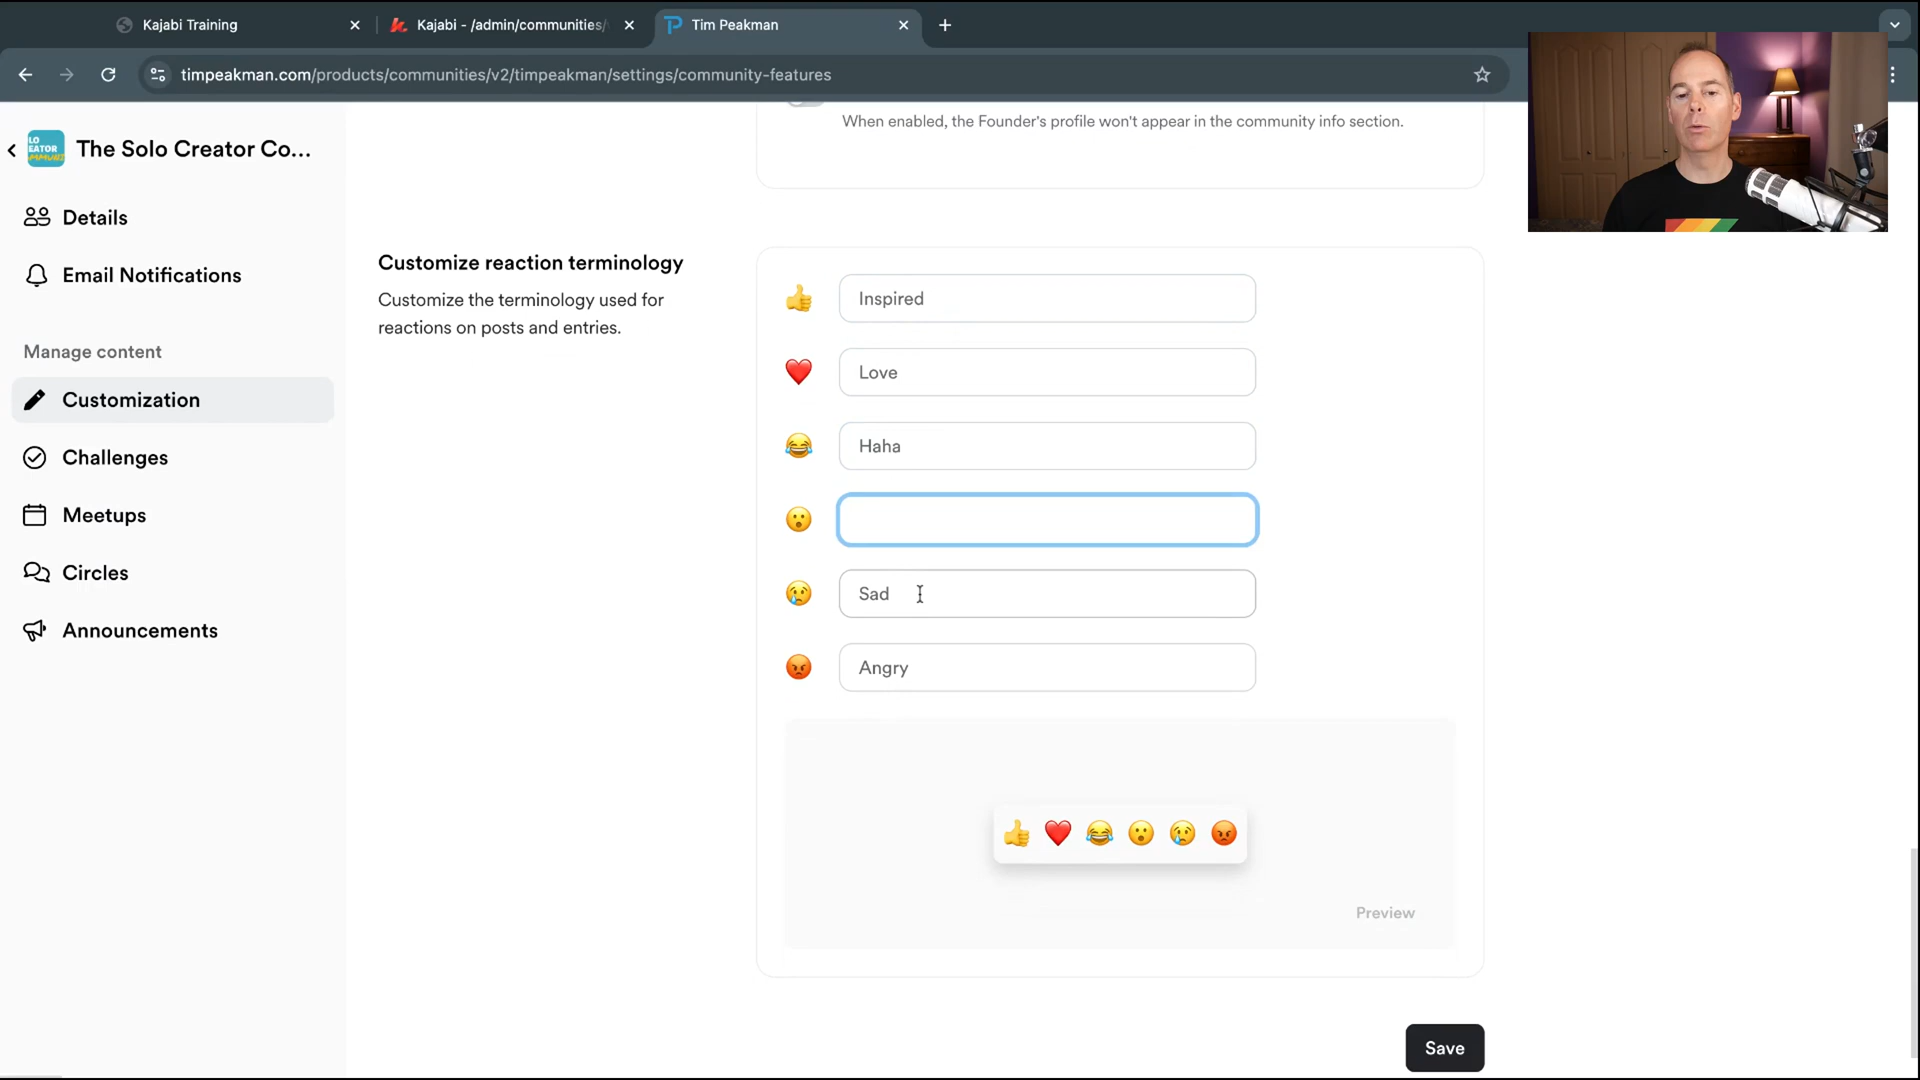 Kajabi Training
Kajabi - /admin/communities/
Tim Peakman
timpeakman.com/products/communities/v2/timpeakman/settings/community-features
LO
EATOR
MMUNI
The Solo Creator Co...
Details
Email Notifications
Manage content
Customization
Challenges
Meetups
Circles
Announcements
When enabled, the Founder's profile won't appear in the community info section.
Customize reaction terminology
Customize the terminology used for
reactions on posts and entries.
Inspired
Love
Haha
Sad
Angry
Preview
Save